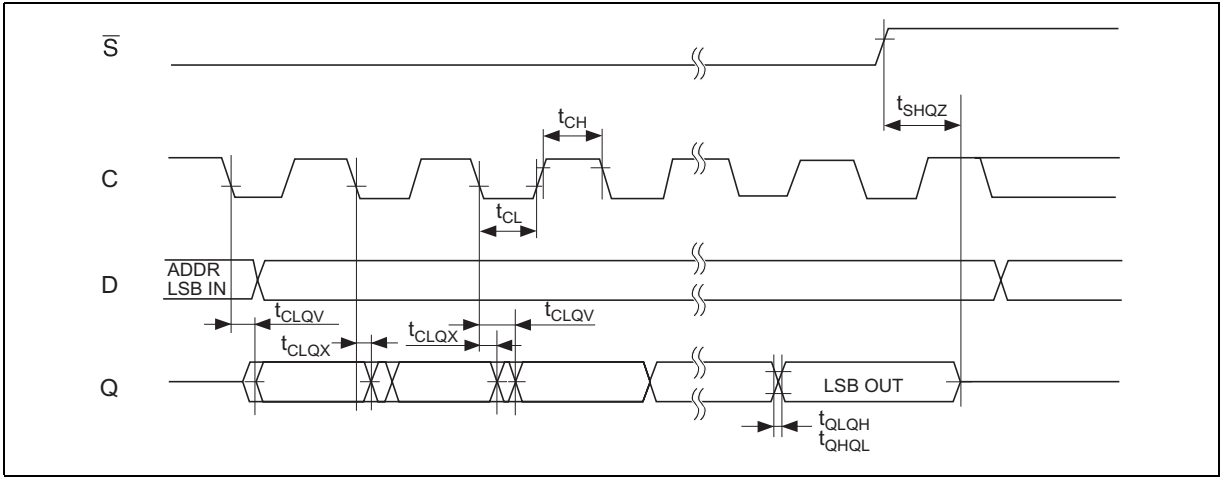 S̅
tSHQZ
tCH
C
tCL
ADDR
LSB IN
D
tCLQV
tCLQV
tCLQX
tCLQX
Q
LSB OUT
tQLQH
tQHQL